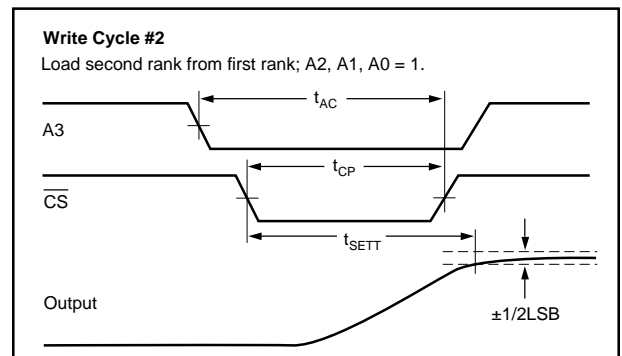 Write Cycle #2
Load second rank from first rank; A2, A1, A0 = 1.
tAC
A3
tCP
CS
tSETT
Output
±1/2LSB